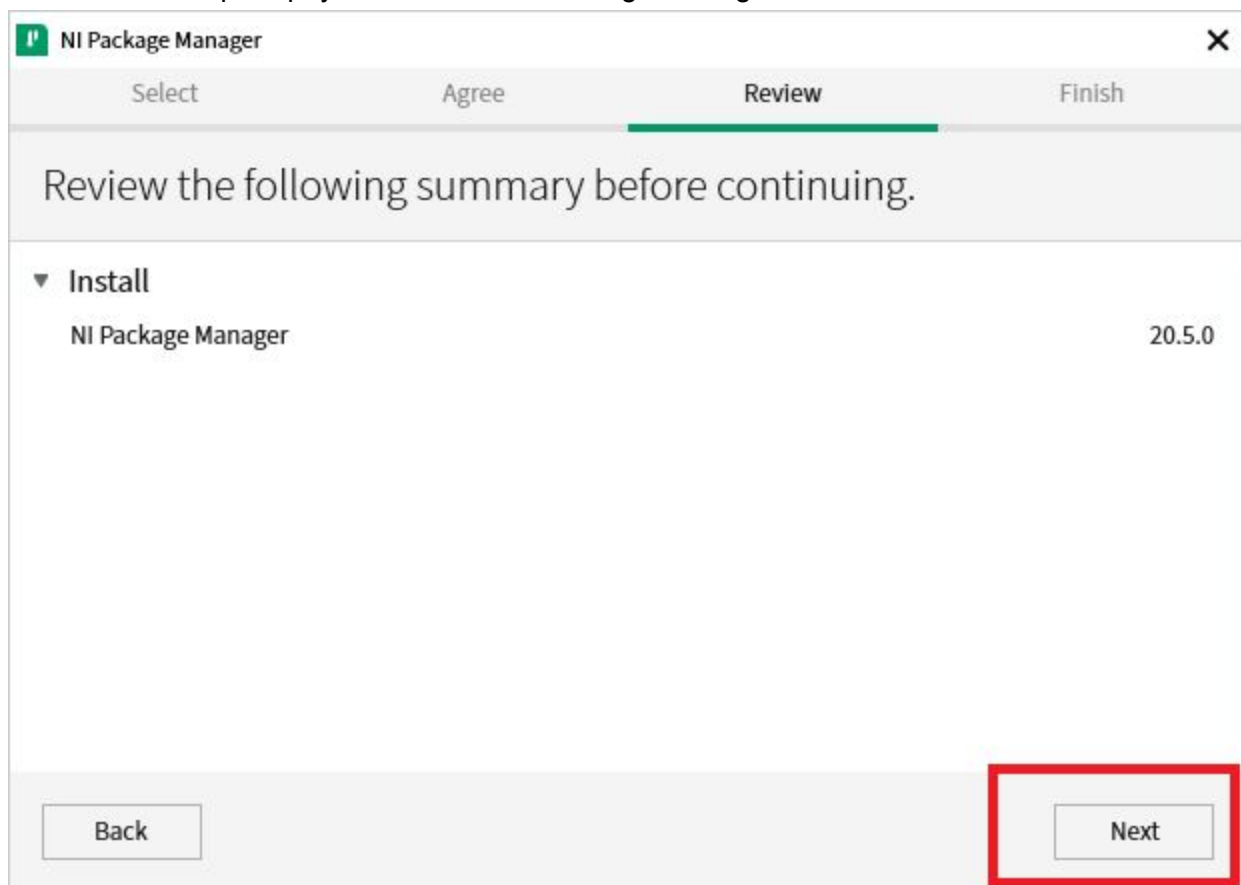 NI Package Manager
Select Agree Review Finish
Review the following summary before continuing.
Install
NI Package Manager 20.5.0
Back Next